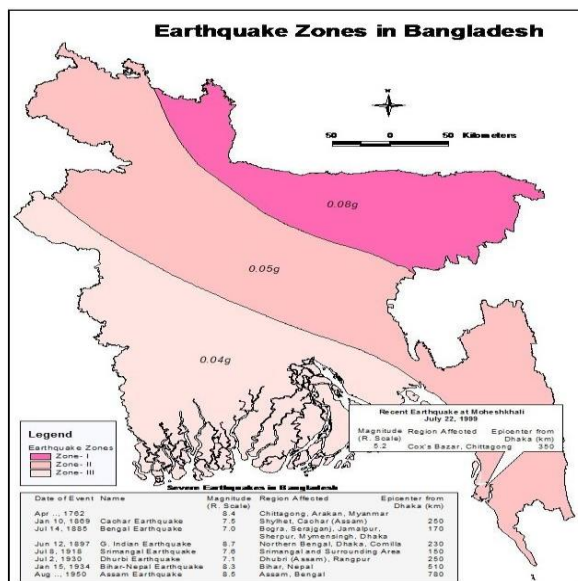 Earthquake Zones in Bangladesh
N
50 0 50 Kilometers
0.08g
0.05g
0.04g
Recent Earthquake at Moheshkhali
July 22, 1999
Magnitude Region Affected Epicenter from
(R. Scale) Dhaka (km)
5.2 Cox's Bazar, Chittagong 350
Legend
Earthquake Zones
Zone- I
Zone- II
Zone- III
Severe Earthquakes in Bangladesh
Date of Event Name Magnitude Region Affected Epicenter from
(R. Scale) Dhaka (km)
Apr ... 1762 8.4 Chittagong, Arakan, Myanmar
Jan 10, 1869 Cachar Earthquake 7.5 Shylhet, Cachar (Assam) 250
Jul 14, 1885 Bengal Earthquake 7.0 Bogra, Serajganj, Jamalpur, 170
Sherpur, Mymensingh, Dhaka
Jun 12, 1897 G. Indian Earthquake 8.7 Northern Bengal, Dhaka, Comilla 230
Jul 8, 1918 Srimangal Earthquake 7.6 Srimangal and Surrounding Area 150
Jul 2, 1930 Dhurbi Earthquake 7.1 Dhubri (Assam), Rangpur 250
Jan 15, 1934 Bihar-Nepal Earthquake 8.3 Bihar, Nepal 510
Aug .., 1950 Assam Earthquake 8.5 Assam, Bengal 780